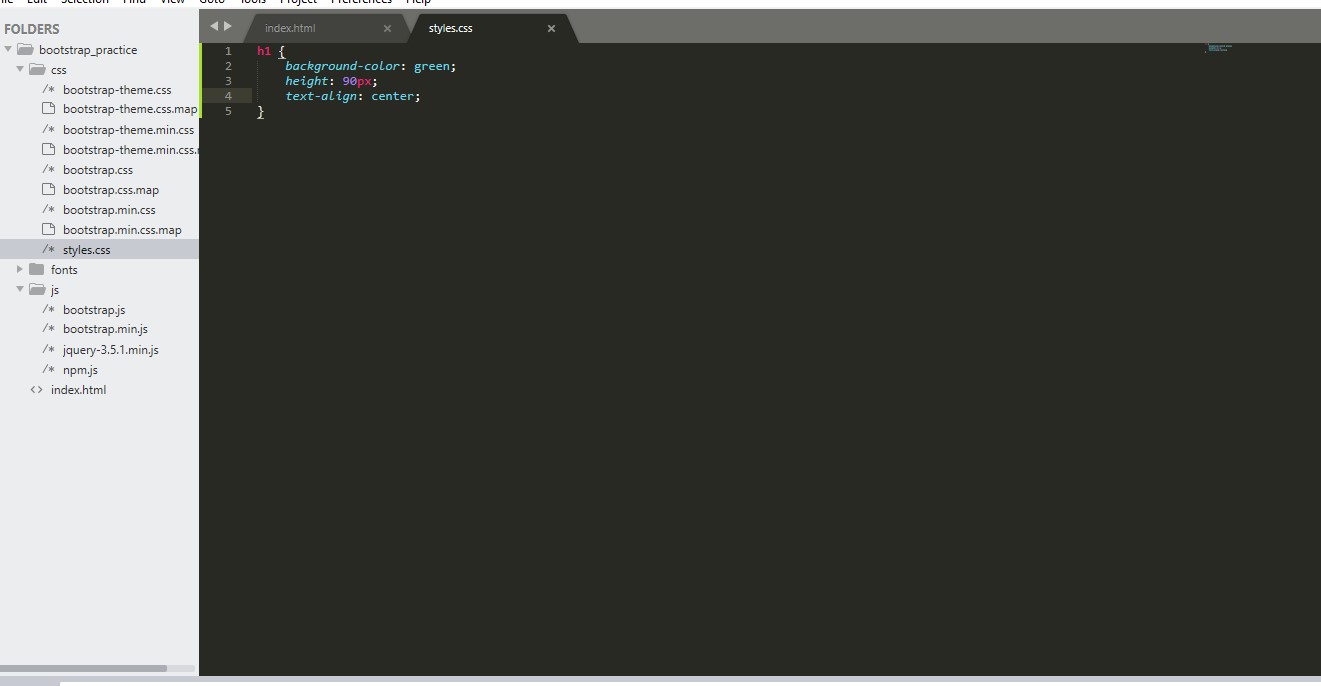 Edit Selection Find View Goto Tools Project Preferences Help
FOLDERS
bootstrap_practice
css
/* bootstrap-theme.css
bootstrap-theme.css.map
/* bootstrap-theme.min.css
bootstrap-theme.min.css.
/* bootstrap.css
bootstrap.css.map
/* bootstrap.min.css
bootstrap.min.css.map
/* styles.css
fonts
js
/* bootstrap.js
/* bootstrap.min.js
/* jquery-3.5.1.min.js
/* npm.js
<> index.html
index.html × styles.css ×
1 h1 {
2 background-color: green;
3 height: 90px;
4 text-align: center;
5 }